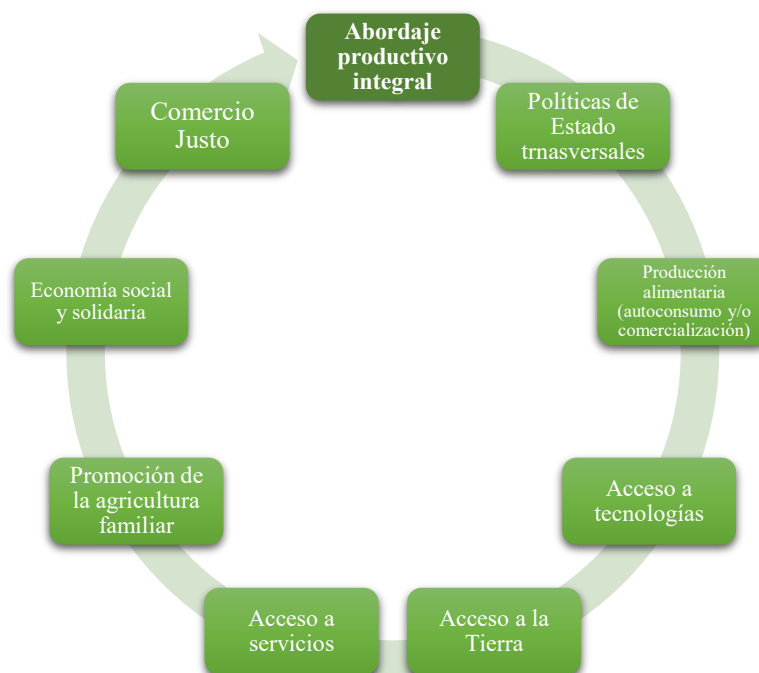 Abordaje
productivo
integral
Políticas de
Estado
trnasversales
Producción
alimentaria
(autoconsumo y/o
comercialización)
Acceso a
tecnologías
Acceso a la
Tierra
Acceso a
servicios
Promoción de
la agricultura
familiar
Economía social
y solidaria
Comercio
Justo